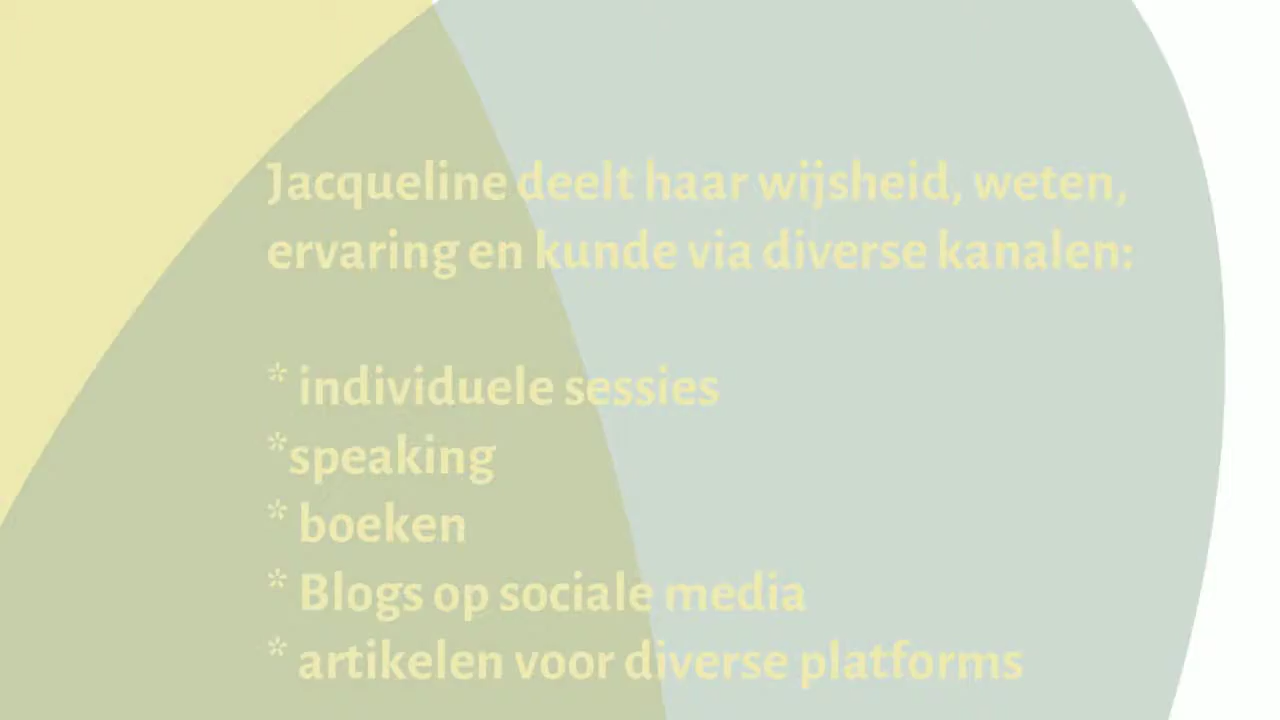 Jacqueline deelt haar wijsheid, weten,
ervaring en kunde via diverse kanalen:
* individuele sessies
*speaking
* boeken
* Blogs op sociale media
* artikelen voor diverse platforms